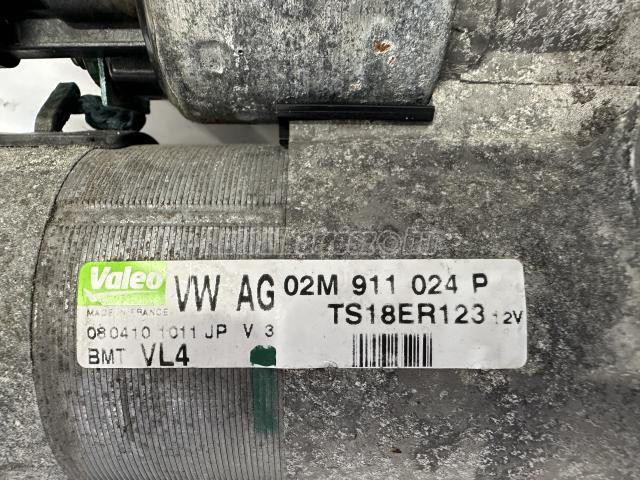 Valeo VW AG 02M 911 024 P
MADE IN FRANCE TS18ER123 12V
080410 1011 JP V 3
BMT VL4